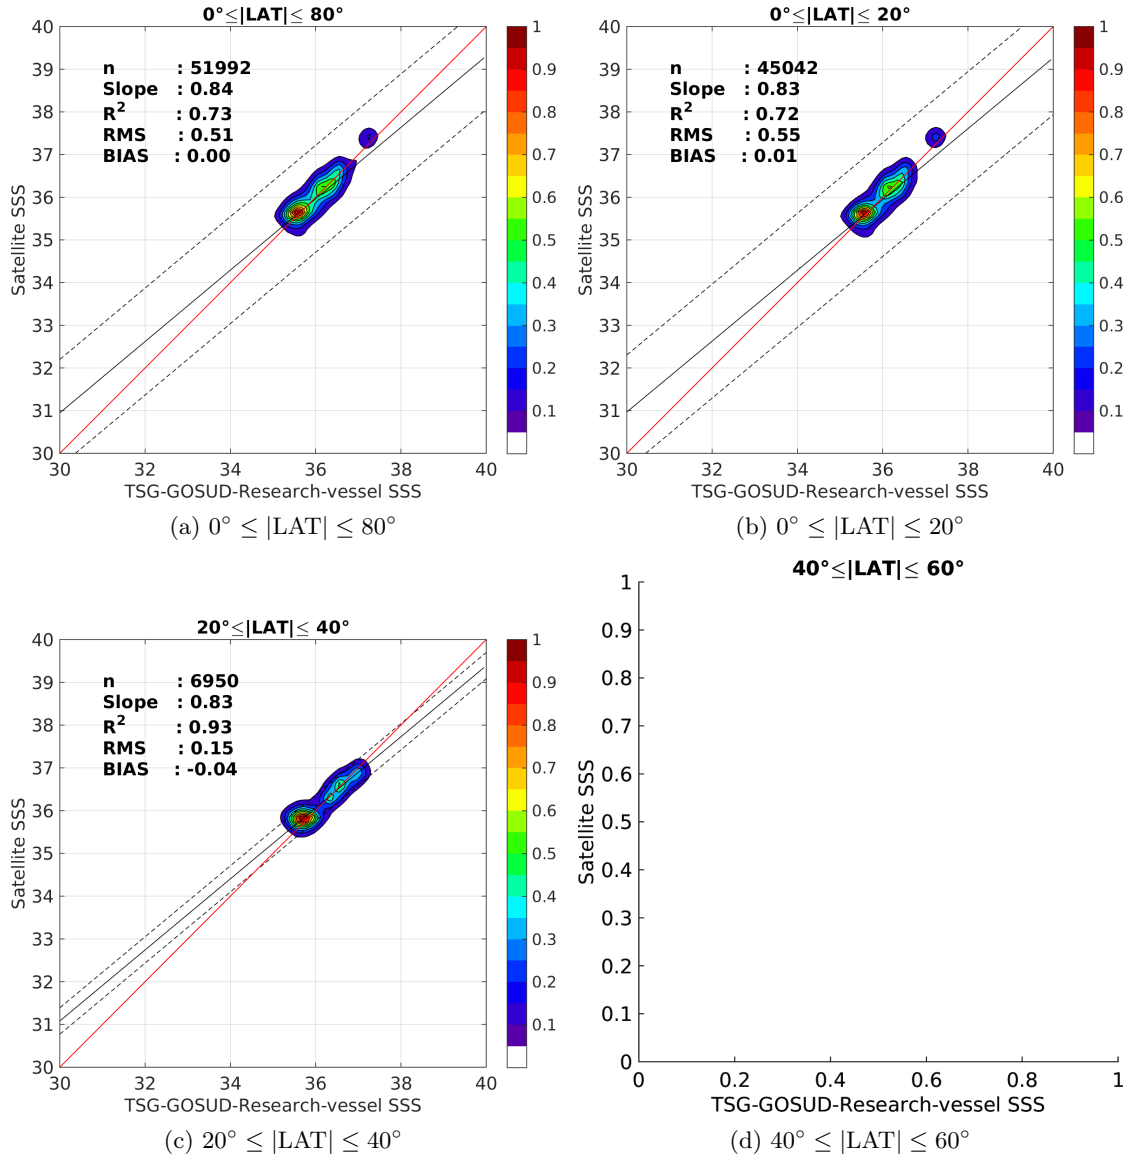 0°≤|LAT|≤ 80°
40
39
38
37
36
35
34
33
32
31
30
Satellite SSS
n : 51992
Slope : 0.84
R² : 0.73
RMS : 0.51
BIAS : 0.00
30 32 34 36 38 40
TSG-GOSUD-Research-vessel SSS
1
0.9
0.8
0.7
0.6
0.5
0.4
0.3
0.2
0.1
(a) 0° ≤ |LAT| ≤ 80°
0°≤|LAT|≤ 20°
40
39
38
37
36
35
34
33
32
31
30
Satellite SSS
n : 45042
Slope : 0.83
R² : 0.72
RMS : 0.55
BIAS : 0.01
30 32 34 36 38 40
TSG-GOSUD-Research-vessel SSS
1
0.9
0.8
0.7
0.6
0.5
0.4
0.3
0.2
0.1
(b) 0° ≤ |LAT| ≤ 20°
20°≤|LAT|≤ 40°
40
39
38
37
36
35
34
33
32
31
30
Satellite SSS
n : 6950
Slope : 0.83
R² : 0.93
RMS : 0.15
BIAS : -0.04
30 32 34 36 38 40
TSG-GOSUD-Research-vessel SSS
1
0.9
0.8
0.7
0.6
0.5
0.4
0.3
0.2
0.1
(c) 20° ≤ |LAT| ≤ 40°
40°≤|LAT|≤ 60°
1
0.9
0.8
0.7
0.6
0.5
0.4
0.3
0.2
0.1
0
Satellite SSS
0 0.2 0.4 0.6 0.8 1
TSG-GOSUD-Research-vessel SSS
(d) 40° ≤ |LAT| ≤ 60°